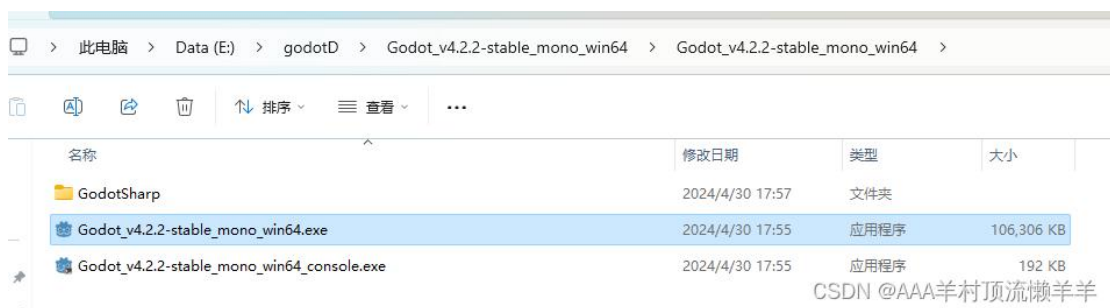 此电脑 > Data (E:) > godotD > Godot_v4.2.2-stable_mono_win64 > Godot_v4.2.2-stable_mono_win64 >
排序 查看 ...
名称 修改日期 类型 大小
GodotSharp 2024/4/30 17:57 文件夹
Godot_v4.2.2-stable_mono_win64.exe 2024/4/30 17:55 应用程序 106,306 KB
Godot_v4.2.2-stable_mono_win64_console.exe 2024/4/30 17:55 应用程序 192 KB
CSDN @AAA羊村顶流懒羊羊